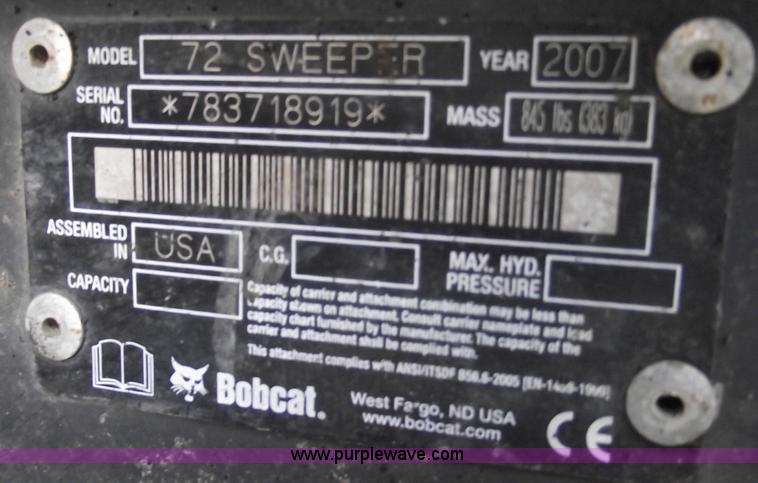 MODEL 72 SWEEPER YEAR 2007
SERIAL NO. *783718919* MASS 845 lbs (383 kg)
ASSEMBLED IN USA C.G. MAX. HYD. PRESSURE
CAPACITY
Capacity of carrier and attachment combination may be less than
capacity shown on attachment. Consult carrier nameplate and load
capacity chart furnished by the manufacturer. The capacity of the
carrier and attachment shall be complied with.
This attachment complies with ANSI/ITSDF B56.6-2005
Bobcat.
West Fargo, ND USA
www.bobcat.com
CE
www.purplewave.com